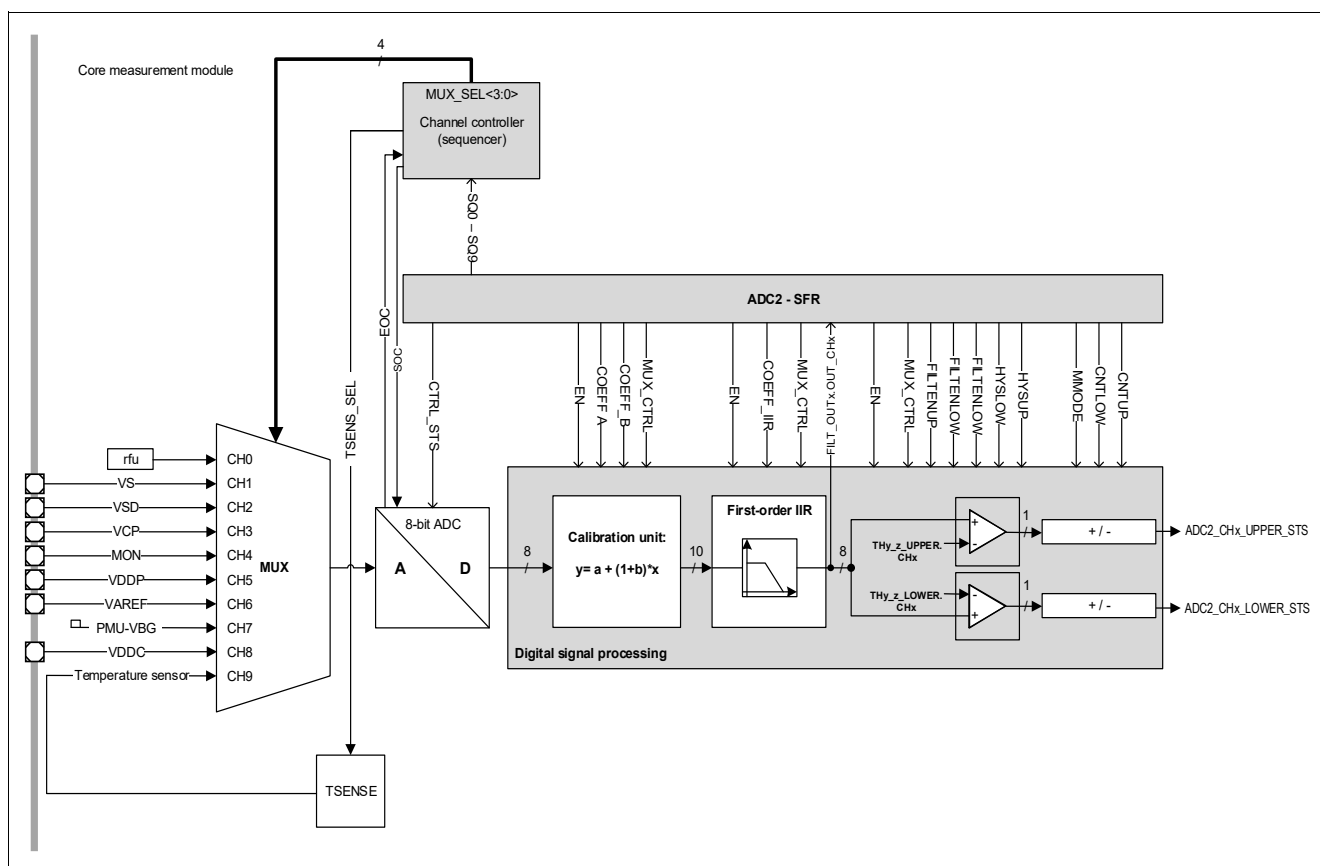 4
Core measurement module
MUX_SEL<3:0>
Channel controller
(sequencer)
SQ0 – SQ9
ADC2 - SFR
TSENS_SEL
EOC
SOC
CTRL_STS
EN
COEFF A
COEFF_B
MUX_CTRL
EN
COEFF_IIR
MUX_CTRL
FILT_OUTx.OUT_CHx
EN
MUX_CTRL
FILTENUP
FILTENLOW
FILTENLOW
HYSLOW
HYSUP
MMODE
CNTLOW
CNTUP
rfu
CH0
VS
CH1
VSD
CH2
VCP
CH3
MON
CH4
VDDP
CH5
VAREF
CH6
PMU-VBG
CH7
VDDC
CH8
Temperature sensor
CH9
MUX
8-bit ADC
A
D
8
Calibration unit:
y= a + (1+b)*x
10
First-order IIR
8
THy_z_UPPER.
CHx
+
-
1
+ / -
ADC2_CHx_UPPER_STS
THy_z_LOWER.
CHx
-
+
1
+ / -
ADC2_CHx_LOWER_STS
Digital signal processing
TSENSE